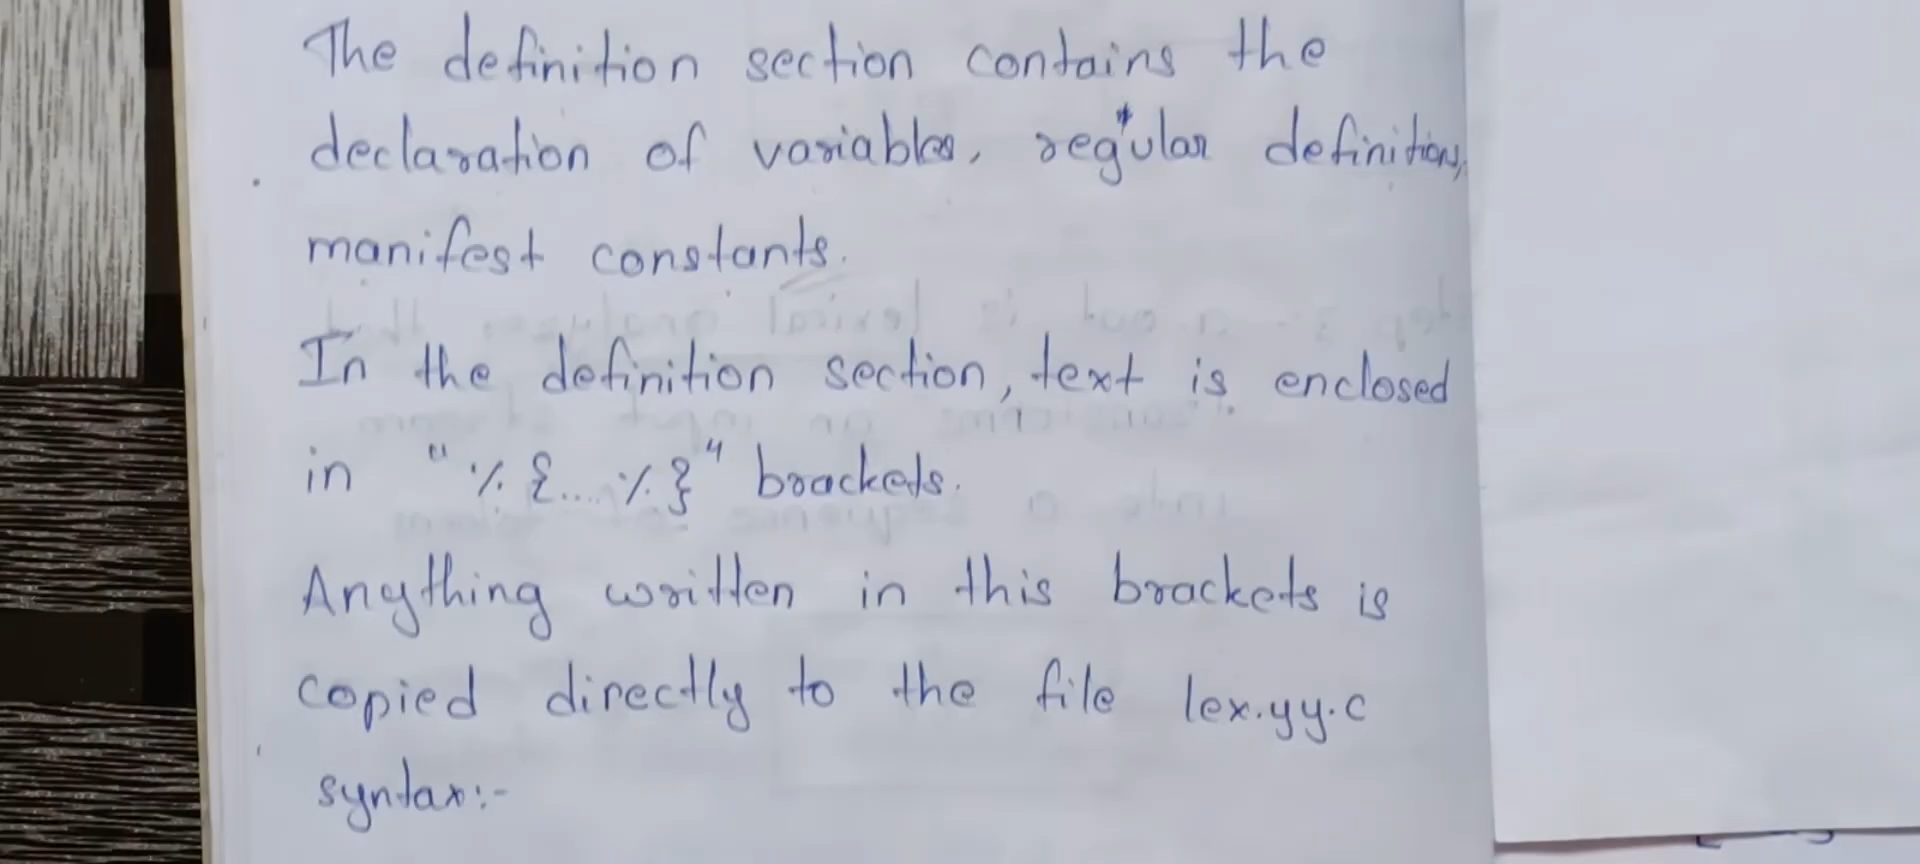 The definition section contains the
declaration of variables, regular definitions,
manifest constants.
In the definition section, text is enclosed
in "%{....%}" brackets.
Anything written in this brackets is
copied directly to the file lex.yy.c
syntax:-